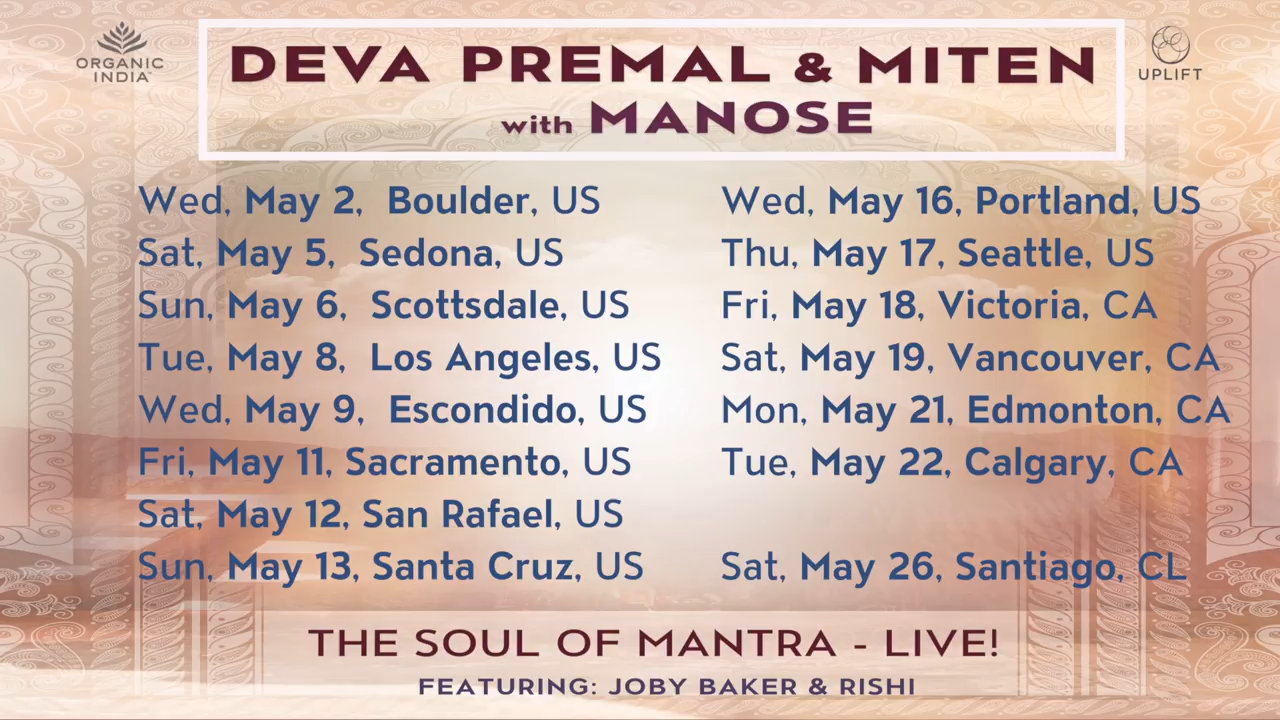 ORGANIC
INDIA
UPLIFT
DEVA PREMAL & MITEN
with MANOSE
Wed, May 2, Boulder, US
Sat, May 5, Sedona, US
Sun, May 6, Scottsdale, US
Tue, May 8, Los Angeles, US
Wed, May 9, Escondido, US
Fri, May 11, Sacramento, US
Sat, May 12, San Rafael, US
Sun, May 13, Santa Cruz, US
Wed, May 16, Portland, US
Thu, May 17, Seattle, US
Fri, May 18, Victoria, CA
Sat, May 19, Vancouver, CA
Mon, May 21, Edmonton, CA
Tue, May 22, Calgary, CA
Sat, May 26, Santiago, CL
THE SOUL OF MANTRA - LIVE!
FEATURING: JOBY BAKER & RISHI